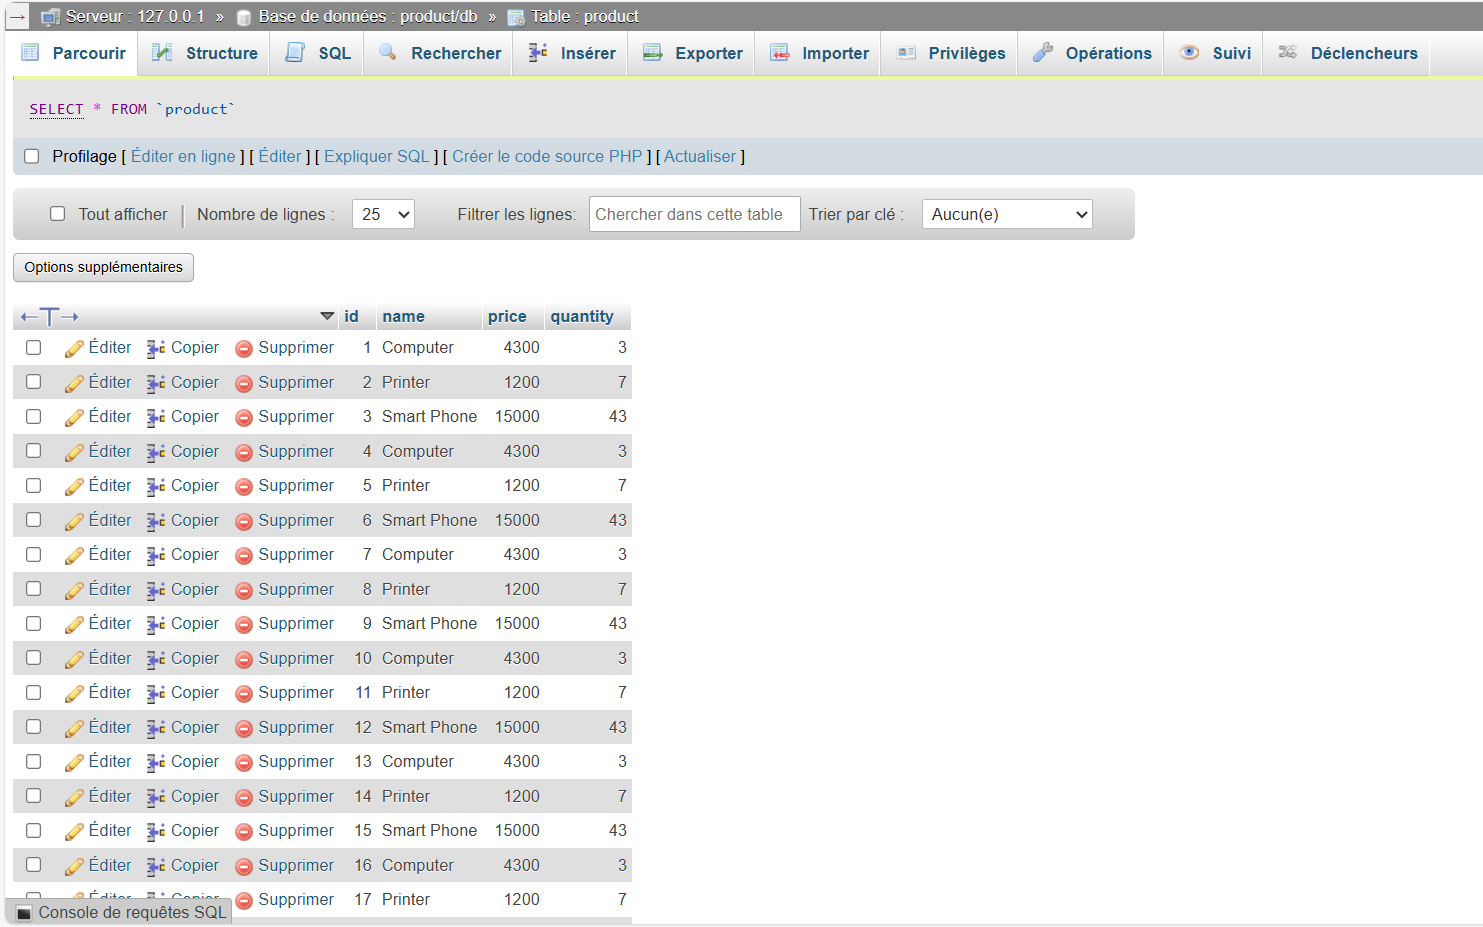 Serveur : 127.0.0.1 » Base de données : product/db » Table : product
Parcourir Structure SQL Rechercher Insérer Exporter Importer Privilèges Opérations Suivi Déclencheurs
SELECT * FROM `product`
Profilage [ Éditer en ligne ] [ Éditer ] [ Expliquer SQL ] [ Créer le code source PHP ] [ Actualiser ]
Tout afficher Nombre de lignes : 25 Filtrer les lignes: Chercher dans cette table Trier par clé : Aucun(e)
Options supplémentaires
←T→ id name price quantity
Éditer Copier Supprimer 1 Computer 4300 3
Éditer Copier Supprimer 2 Printer 1200 7
Éditer Copier Supprimer 3 Smart Phone 15000 43
Éditer Copier Supprimer 4 Computer 4300 3
Éditer Copier Supprimer 5 Printer 1200 7
Éditer Copier Supprimer 6 Smart Phone 15000 43
Éditer Copier Supprimer 7 Computer 4300 3
Éditer Copier Supprimer 8 Printer 1200 7
Éditer Copier Supprimer 9 Smart Phone 15000 43
Éditer Copier Supprimer 10 Computer 4300 3
Éditer Copier Supprimer 11 Printer 1200 7
Éditer Copier Supprimer 12 Smart Phone 15000 43
Éditer Copier Supprimer 13 Computer 4300 3
Éditer Copier Supprimer 14 Printer 1200 7
Éditer Copier Supprimer 15 Smart Phone 15000 43
Éditer Copier Supprimer 16 Computer 4300 3
Éditer Copier Supprimer 17 Printer 1200 7
Console de requêtes SQL